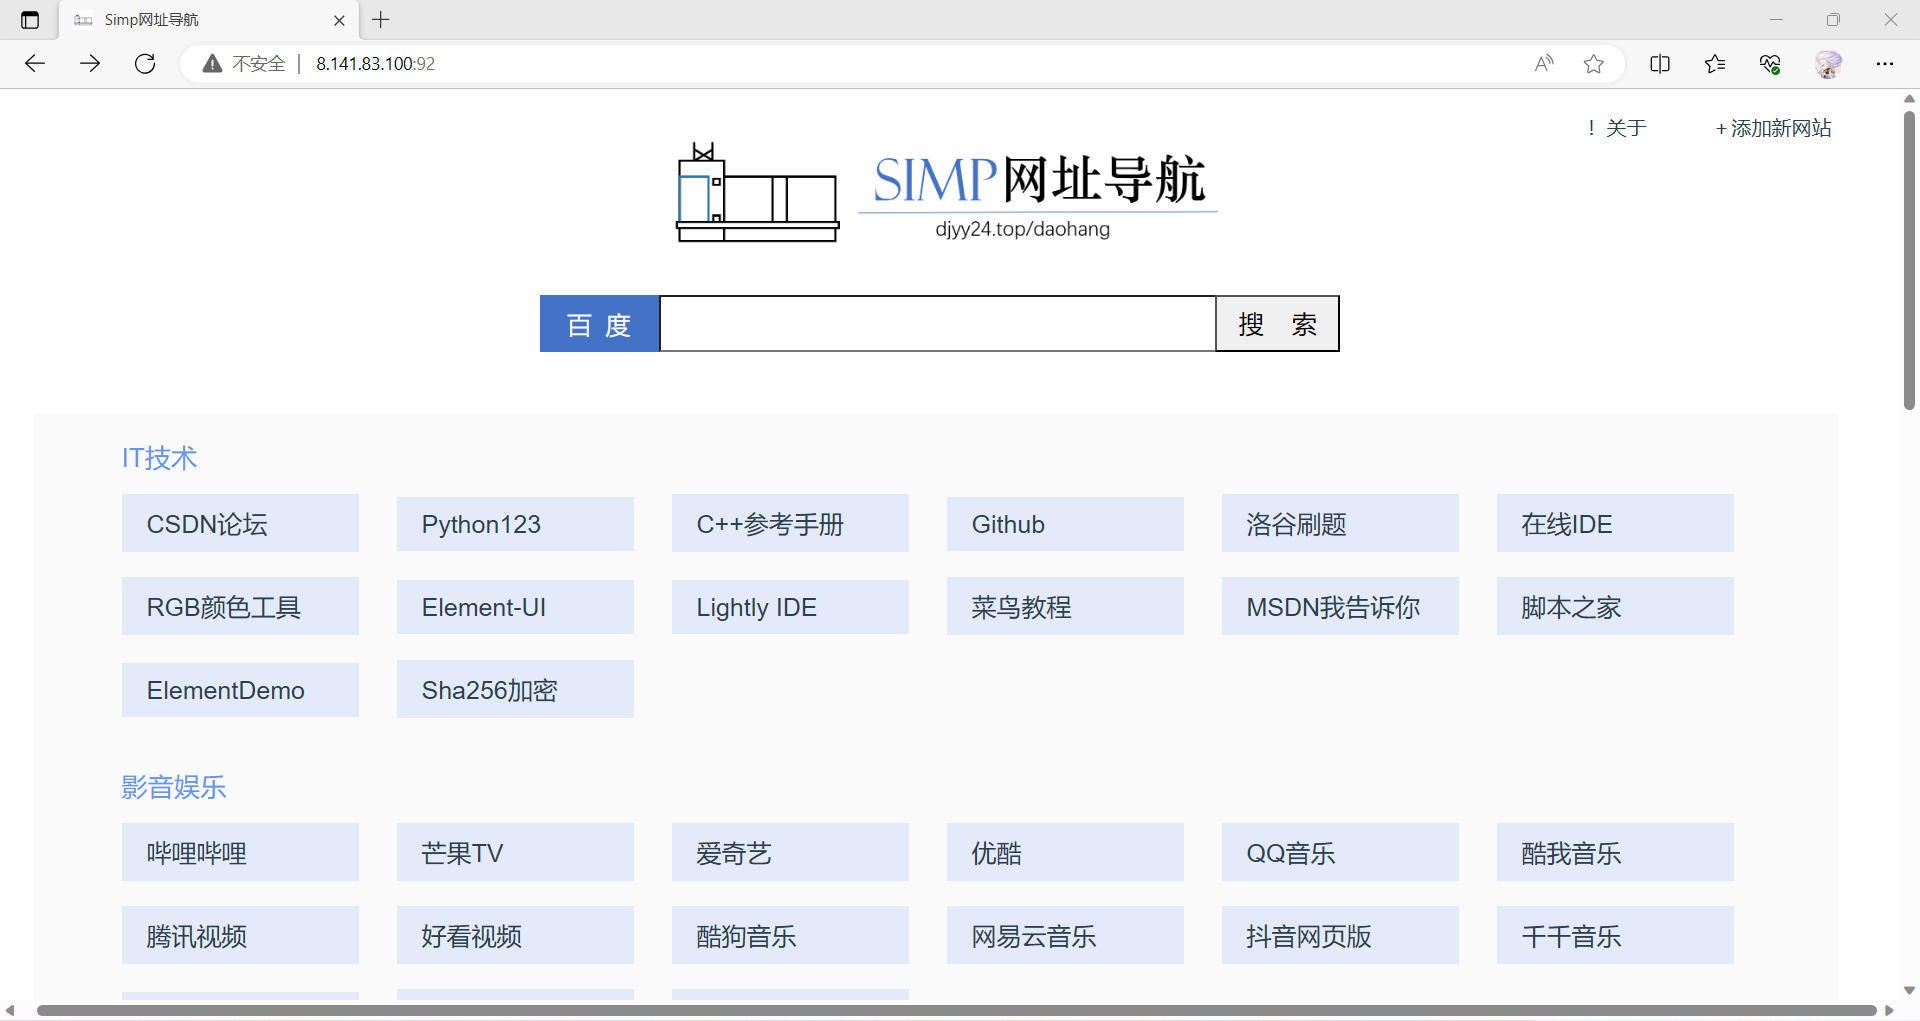 Simp网址导航
不安全 8.141.83.100:92
! 关于 + 添加新网站
SIMP网址导航
djyy24.top/daohang
百 度 搜 索
IT技术
CSDN论坛 Python123 C++参考手册 Github 洛谷刷题 在线IDE
RGB颜色工具 Element-UI Lightly IDE 菜鸟教程 MSDN我告诉你 脚本之家
ElementDemo Sha256加密
影音娱乐
哔哩哔哩 芒果TV 爱奇艺 优酷 QQ音乐 酷我音乐
腾讯视频 好看视频 酷狗音乐 网易云音乐 抖音网页版 千千音乐